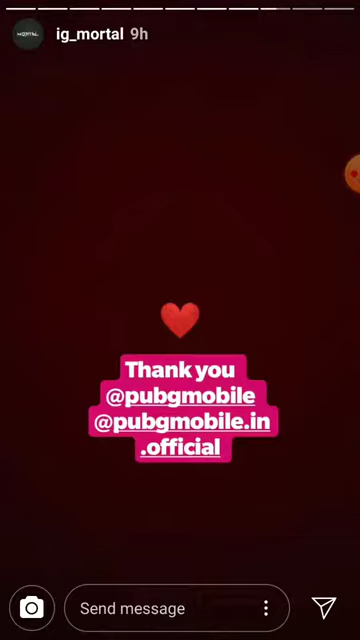 ig_mortal 9h
Thank you
@pubgmobile
@pubgmobile.in
.official
Send message